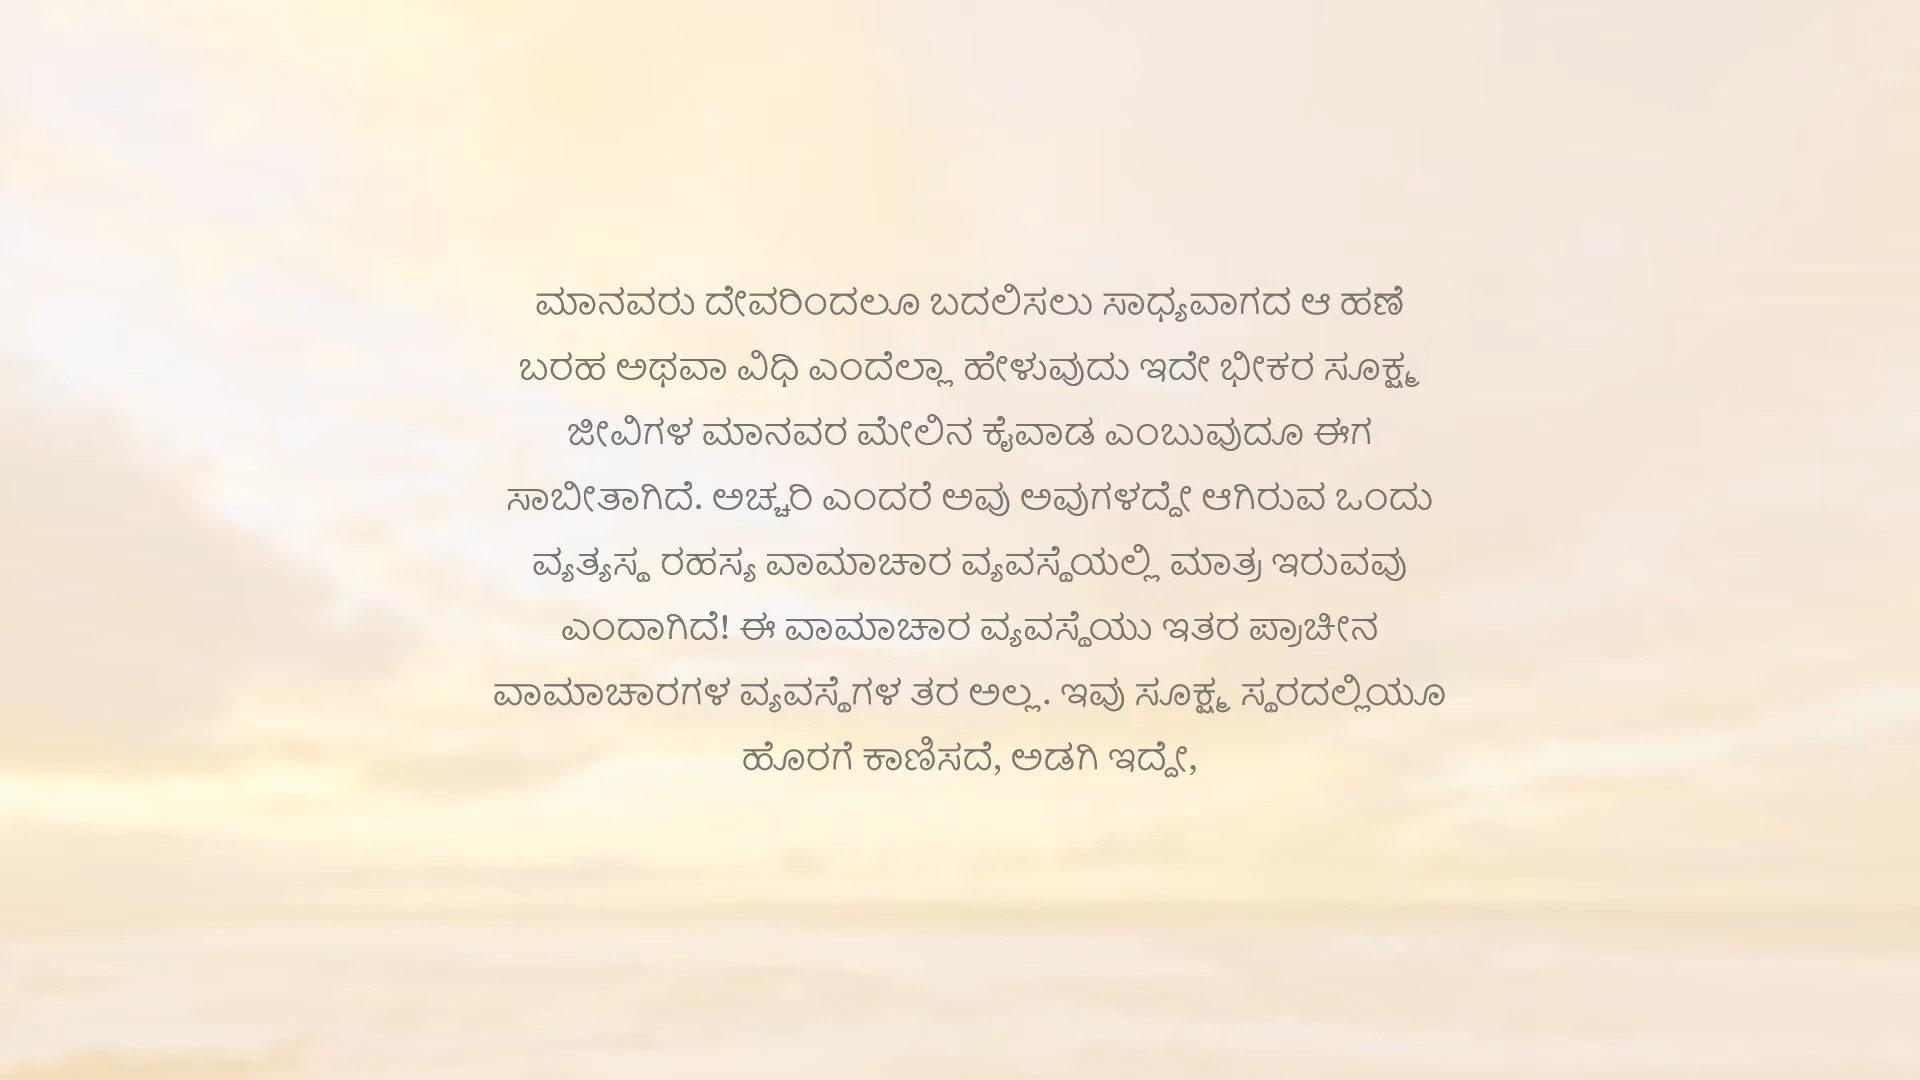 ಮಾನವರು ದೇವರಿಂದಲೂ ಬದಲಿಸಲು ಸಾಧ್ಯವಾಗದ ಆ ಹಣೆ
ಬರಹ ಅಥವಾ ವಿಧಿ ಎಂದೆಲ್ಲಾ ಹೇಳುವುದು ಇದೇ ಭೀಕರ ಸೂಕ್ಷ್ಮ
ಜೀವಿಗಳ ಮಾನವರ ಮೇಲಿನ ಕೈವಾಡ ಎಂಬುವುದೂ ಈಗ
ಸಾಬೀತಾಗಿದೆ. ಅಚ್ಚರಿ ಎಂದರೆ ಅವು ಅವುಗಳದ್ದೇ ಆಗಿರುವ ಒಂದು
ವ್ಯತ್ಯಸ್ಥ ರಹಸ್ಯ ವಾಮಾಚಾರ ವ್ಯವಸ್ಥೆಯಲ್ಲಿ ಮಾತ್ರ ಇರುವವು
ಎಂದಾಗಿದೆ! ಈ ವಾಮಾಚಾರ ವ್ಯವಸ್ಥೆಯು ಇತರ ಪ್ರಾಚೀನ
ವಾಮಾಚಾರಗಳ ವ್ಯವಸ್ಥೆಗಳ ತರ ಅಲ್ಲ. ಇವು ಸೂಕ್ಷ್ಮ ಸ್ಥರದಲ್ಲಿಯೂ
ಹೊರಗೆ ಕಾಣಿಸದೆ, ಅಡಗಿ ಇದ್ದೇ,